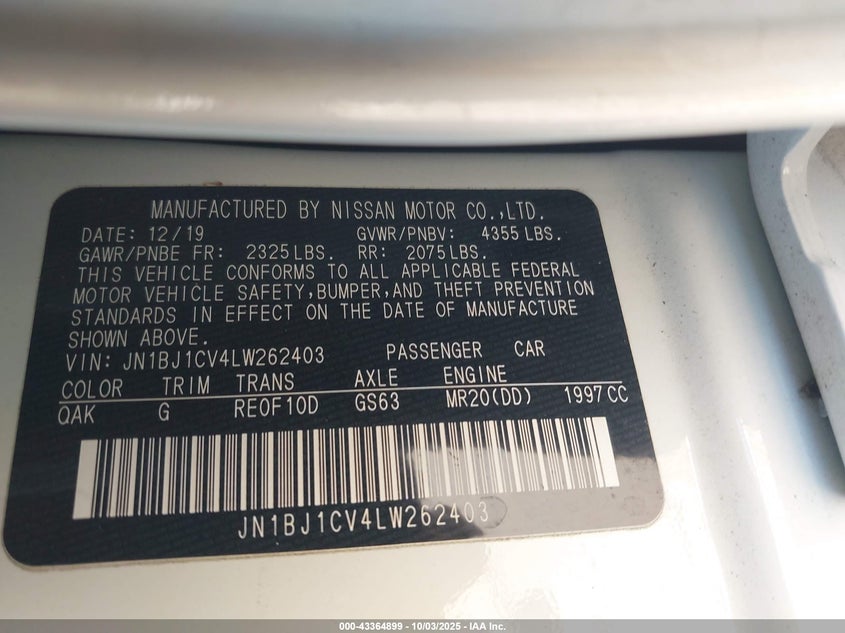 MANUFACTURED BY NISSAN MOTOR CO.,LTD.
DATE: 12/19 GVWR/PNBV: 4355 LBS.
GAWR/PNBE FR: 2325 LBS. RR: 2075 LBS.
THIS VEHICLE CONFORMS TO ALL APPLICABLE FEDERAL
MOTOR VEHICLE SAFETY, BUMPER, AND THEFT PREVENTION
STANDARDS IN EFFECT ON THE DATE OF MANUFACTURE
SHOWN ABOVE.
VIN: JN1BJ1CV4LW262403 PASSENGER CAR
COLOR TRIM TRANS AXLE ENGINE
QAK G RE0F10D GS63 MR20(DD) 1997 CC
JN1BJ1CV4LW262403
000-43364899 - 10/03/2025 - IAA Inc.